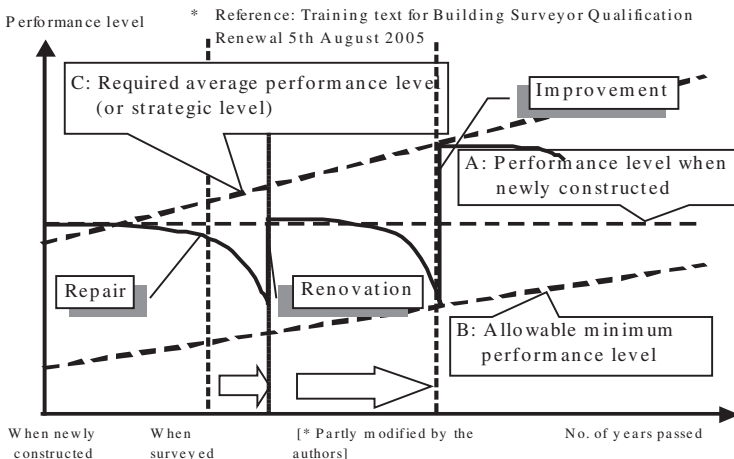 Performance level
* Reference: Training text for Building Surveyor Qualification
Renewal 5th August 2005
C: Required average performance level
(or strategic level)
Improvement
A: Performance level when
newly constructed
Repair
Renovation
B: Allowable minimum
performance level
When newly
constructed
When
surveyed
[* Partly modified by the
authors]
No. of years passed